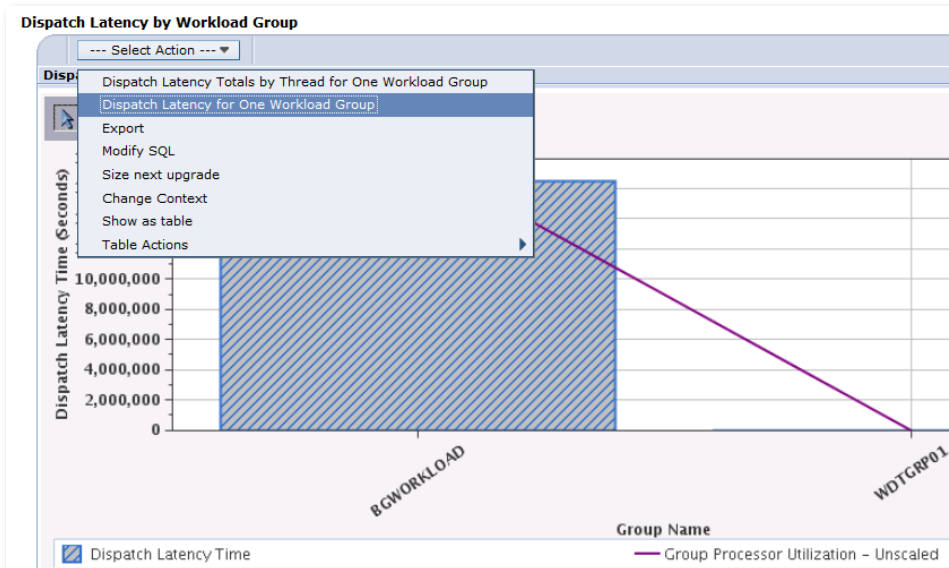 Dispatch Latency by Workload Group
--- Select Action ---
Dispatch Latency Totals by Thread for One Workload Group
Dispatch Latency for One Workload Group
Export
Modify SQL
Size next upgrade
Change Context
Show as table
Table Actions
Dispatch Latency Time (Seconds)
10,000,000
8,000,000
6,000,000
4,000,000
2,000,000
0
BGWORKLOAD
WDTGRP01
Group Name
Dispatch Latency Time
Group Processor Utilization - Unscaled